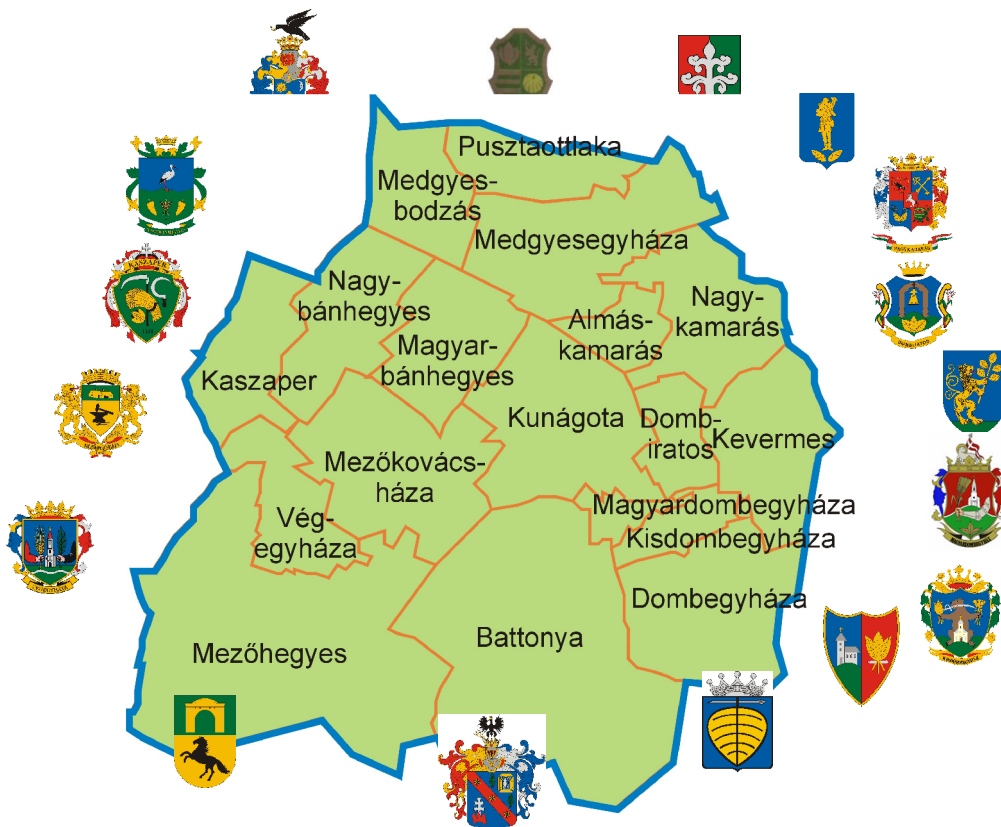 Pusztaottlaka
Medgyes-
bodzás
Medgyesegyháza
Nagy-
bánhegyes
Nagy-
kamarás
Almás-
kamarás
Magyar-
bánhegyes
Kaszaper
Kunágota
Domb-
iratos
Kevermes
Mezőkovács-
háza
Magyardombegyháza
Vég-
egyháza
Kisdombegyháza
Dombegyháza
Battonya
Mezőhegyes
KASZAPER